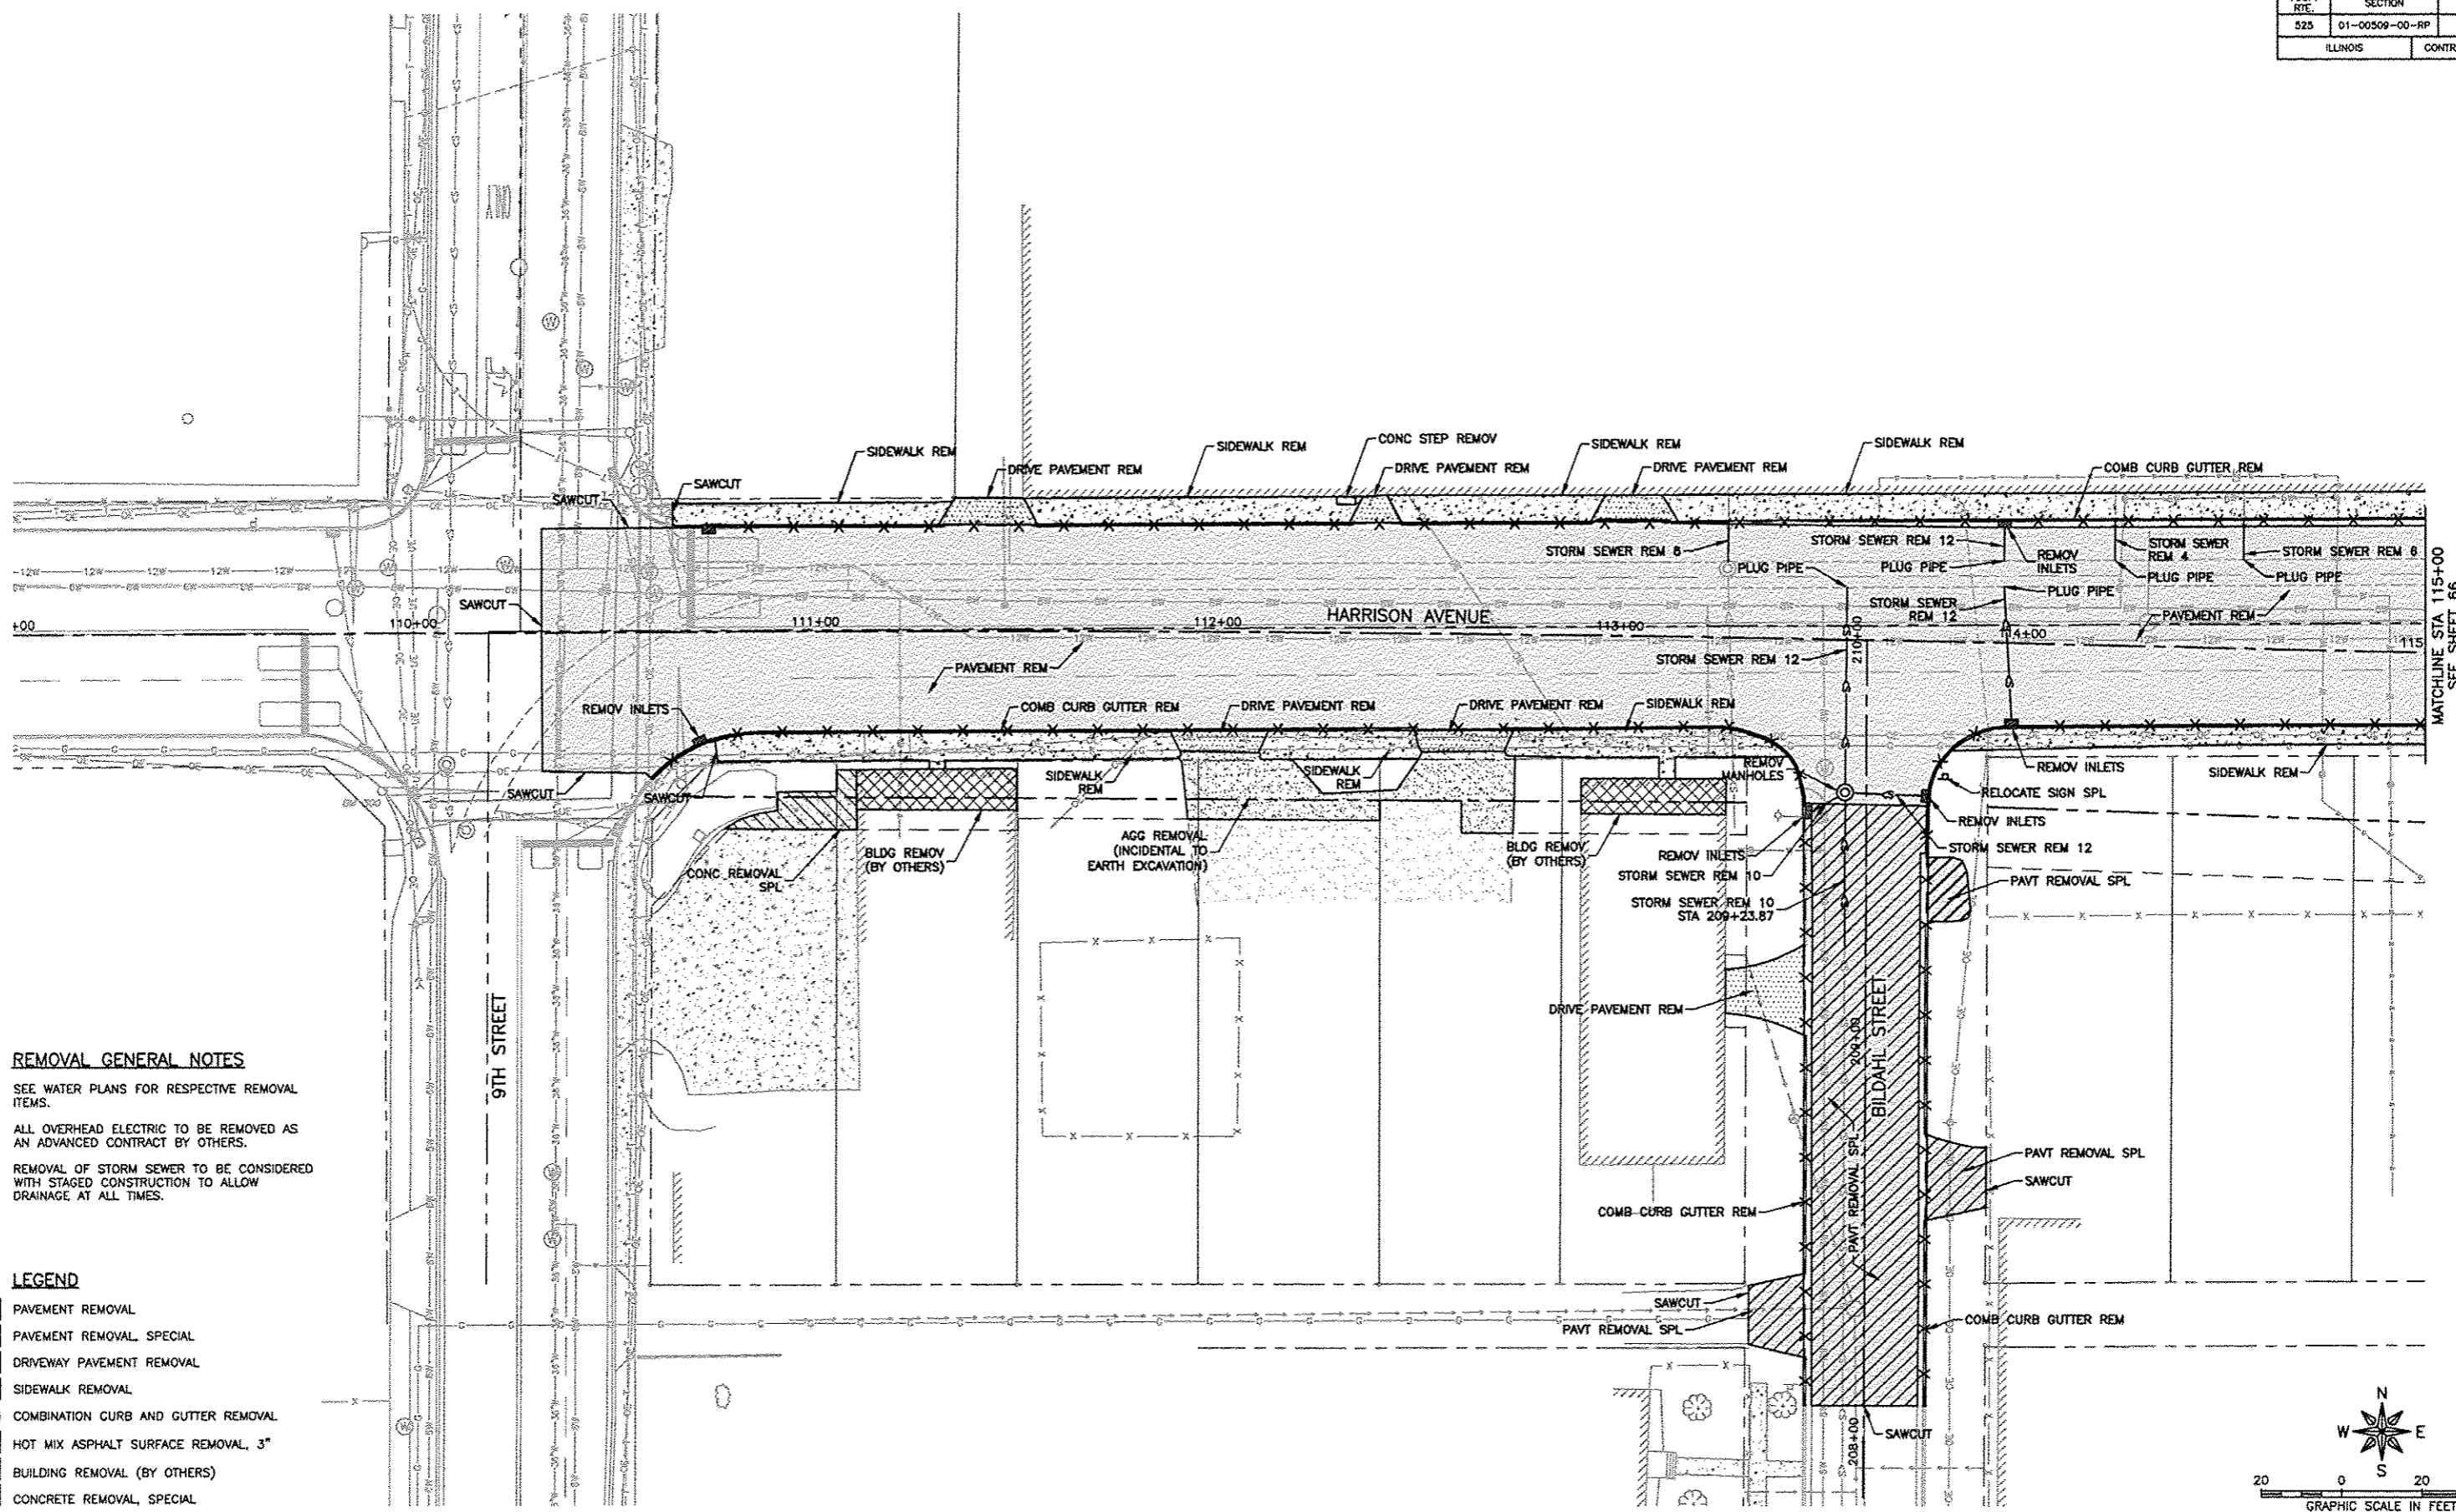 RTE.
SECTION
525
01-00509-00-RP
ILLINOIS
CONTR
SIDEWALK REM
SIDEWALK REM
CONC STEP REMOV
SIDEWALK REM
SIDEWALK REM
DRIVE PAVEMENT REM
DRIVE PAVEMENT REM
DRIVE PAVEMENT REM
COMB CURB GUTTER REM
SAWCUT
SAWCUT
STORM SEWER REM 8
STORM SEWER REM 12
PLUG PIPE
PLUG PIPE
REMOV
INLETS
STORM SEWER
REM 4
PLUG PIPE
STORM SEWER REM 6
PLUG PIPE
PLUG PIPE
SAWCUT
HARRISON AVENUE
STORM SEWER
REM 12
PAVEMENT REM
+00
110+00
111+00
112+00
113+00
114+00
115
MATCHLINE STA 115+00
SEE SHEET 66
PAVEMENT REM
STORM SEWER REM 12
210+00
REMOV INLETS
COMB CURB GUTTER REM
DRIVE PAVEMENT REM
DRIVE PAVEMENT REM
SIDEWALK REM
SAWCUT
SAWCUT
SIDEWALK
REM
SIDEWALK
REM
REMOV
MANHOLES
REMOV INLETS
SIDEWALK REM
RELOCATE SIGN SPL
REMOV INLETS
STORM SEWER REM 12
CONC REMOVAL
SPL
BLDG REMOV
(BY OTHERS)
AGG REMOVAL
(INCIDENTAL TO
EARTH EXCAVATION)
BLDG REMOV
(BY OTHERS)
REMOV INLETS
STORM SEWER REM 10
STORM SEWER REM 10
STA 209+23.87
PAVT REMOVAL SPL
DRIVE PAVEMENT REM
9TH STREET
BILDAHL STREET
209+00
PAVT REMOVAL SPL
PAVT REMOVAL SPL
SAWCUT
COMB CURB GUTTER REM
SAWCUT
PAVT REMOVAL SPL
COMB CURB GUTTER REM
SAWCUT
208+00
REMOVAL GENERAL NOTES
SEE WATER PLANS FOR RESPECTIVE REMOVAL
ITEMS.
ALL OVERHEAD ELECTRIC TO BE REMOVED AS
AN ADVANCED CONTRACT BY OTHERS.
REMOVAL OF STORM SEWER TO BE CONSIDERED
WITH STAGED CONSTRUCTION TO ALLOW
DRAINAGE AT ALL TIMES.
LEGEND
PAVEMENT REMOVAL
PAVEMENT REMOVAL, SPECIAL
DRIVEWAY PAVEMENT REMOVAL
SIDEWALK REMOVAL
COMBINATION CURB AND GUTTER REMOVAL
HOT MIX ASPHALT SURFACE REMOVAL, 3"
BUILDING REMOVAL (BY OTHERS)
CONCRETE REMOVAL, SPECIAL
N
W E
S
20 0 20
GRAPHIC SCALE IN FEET